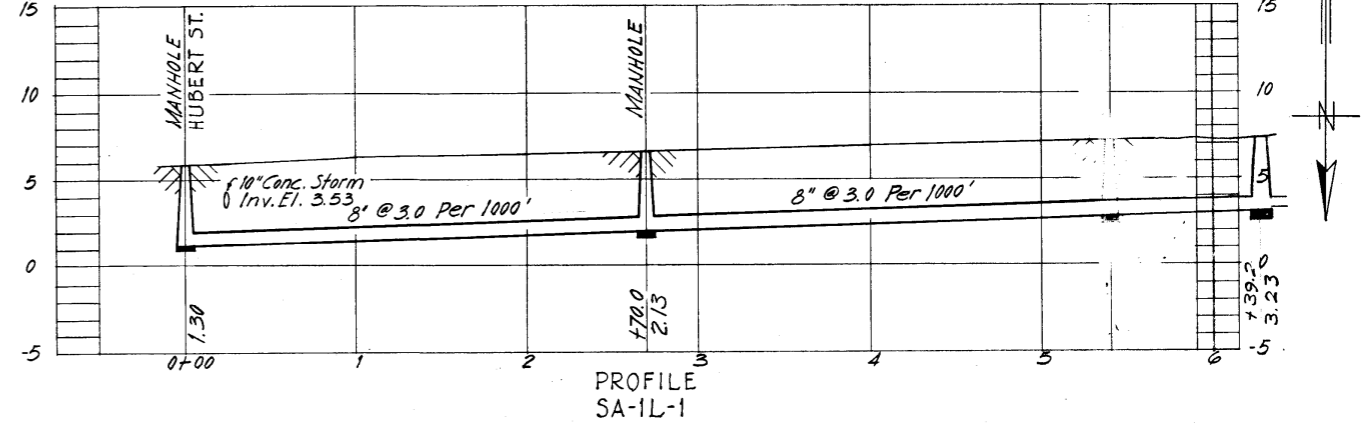 15
15
MANHOLE
HUBERT ST.
MANHOLE
10
10
N
5
10" Conc. Storm
Inv. El. 3.53
8" @ 3.0 Per 1000'
8" @ 3.0 Per 1000'
5
0
0
1.30
+70.0
2.13
+39.2
3.23
-5
-5
0+00
1
2
3
4
5
6
PROFILE
SA-1L-1